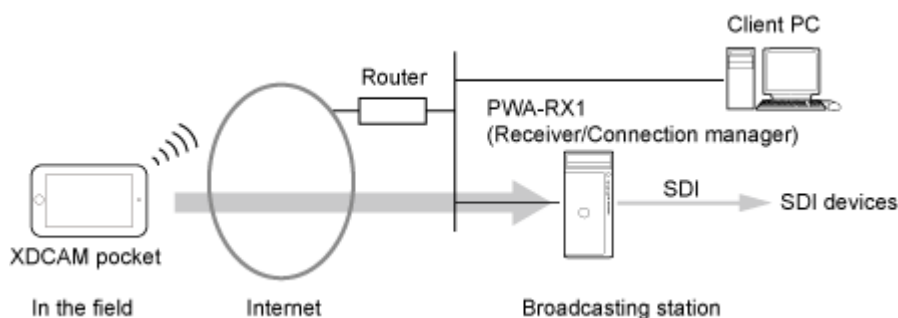 Client PC
Router
PWA-RX1
(Receiver/Connection manager)
SDI
SDI devices
XDCAM pocket
In the field
Internet
Broadcasting station